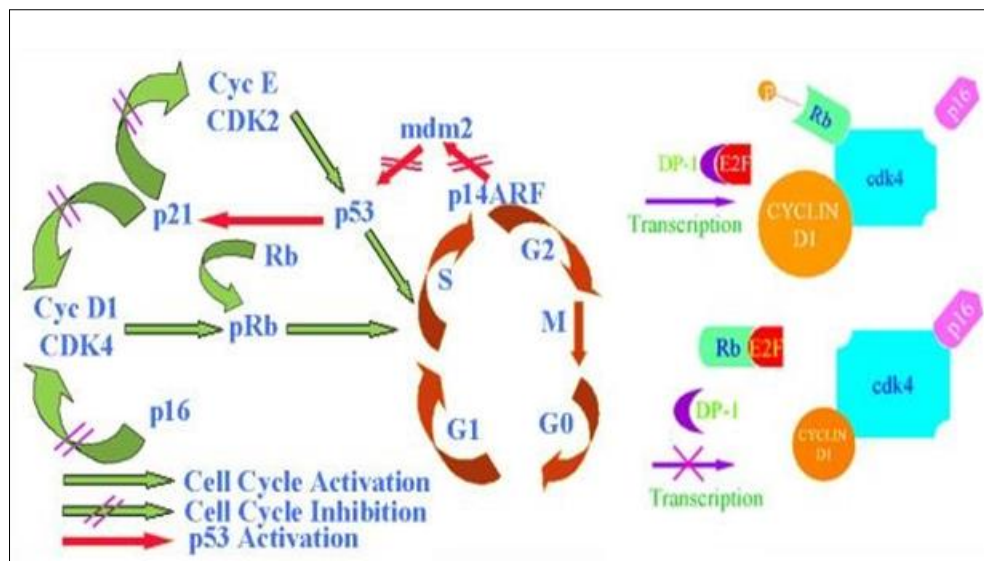 Cyc E
CDK2
mdm2
p14ARF
p21
p53
Rb
Cyc D1
CDK4
pRb
p16
S
G2
M
G1
G0
Cell Cycle Activation
Cell Cycle Inhibition
p53 Activation
P
Rb
p16
DP-1
E2F
cdk4
Transcription
CYCLIN
D1
Rb
E2F
p16
cdk4
DP-1
CYCLIN
D1
Transcription